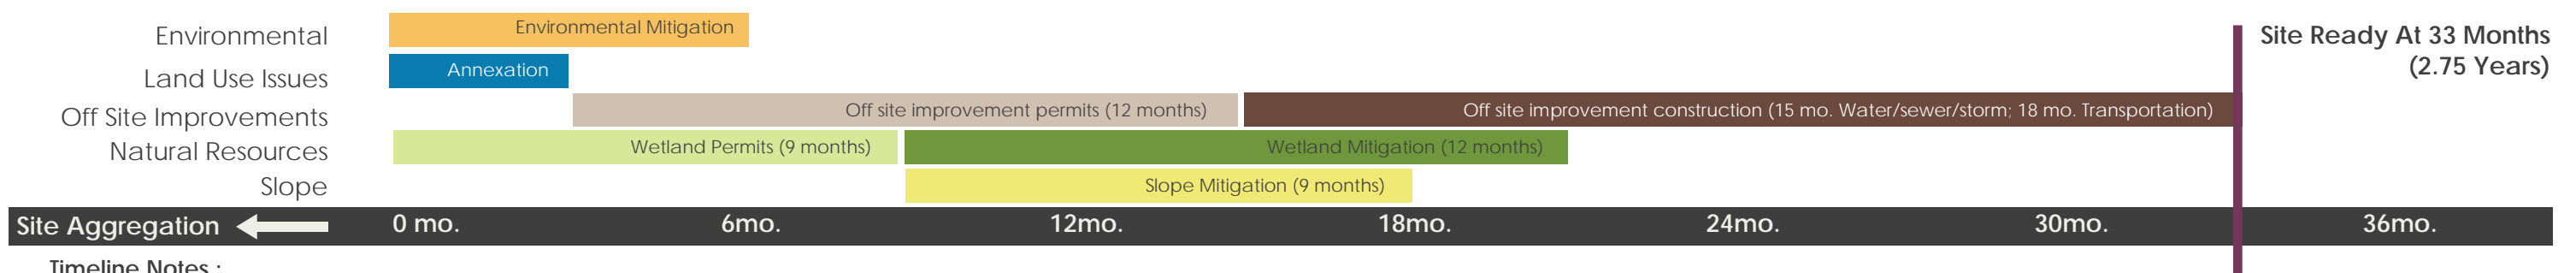 Environmental
Environmental Mitigation
Site Ready At 33 Months
(2.75 Years)
Land Use Issues
Annexation
Off Site Improvements
Off site improvement permits (12 months)
Off site improvement construction (15 mo. Water/sewer/storm; 18 mo. Transportation)
Natural Resources
Wetland Permits (9 months)
Wetland Mitigation (12 months)
Slope
Slope Mitigation (9 months)
Site Aggregation
0 mo.
6mo.
12mo.
18mo.
24mo.
30mo.
36mo.
Timeline Notes :